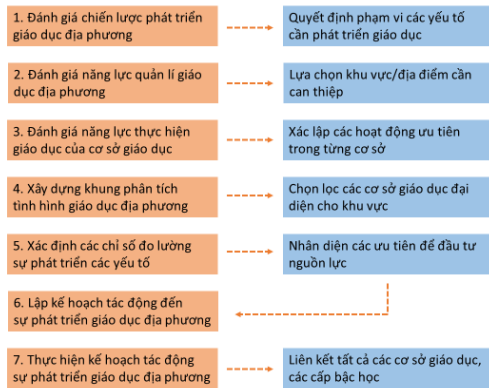 1. Đánh giá chiến lược phát triển
giáo dục địa phương
Quyết định phạm vi các yếu tố
cần phát triển giáo dục
2. Đánh giá năng lực quản lí giáo
dục địa phương
Lựa chọn khu vực/địa điểm cần
can thiệp
3. Đánh giá năng lực thực hiện
giáo dục của cơ sở giáo dục
Xác lập các hoạt động ưu tiên
trong từng cơ sở
4. Xây dựng khung phân tích
tình hình giáo dục địa phương
Chọn lọc các cơ sở giáo dục đại
diện cho khu vực
5. Xác định các chỉ số đo lường
sự phát triển các yếu tố
Nhân diện các ưu tiên để đầu tư
nguồn lực
6. Lập kế hoạch tác động đến
sự phát triển giáo dục địa phương
7. Thực hiện kế hoạch tác động
sự phát triển giáo dục địa phương
Liên kết tất cả các cơ sở giáo dục,
các cấp bậc học